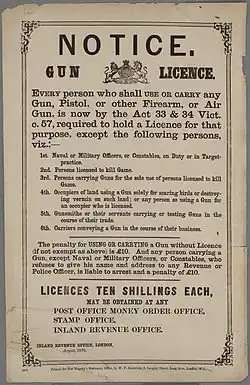 NOTICE.
GUN LICENCE.
EVERY person who shall USE OR CARRY any
Gun, Pistol, or other Firearm, or Air
Gun, is now by the Act 33 & 34 Vict.
c. 57, required to hold a Licence for that
purpose, except the following persons,
viz.:—
1st. Naval or Military Officers, or Constables, on Duty or in Target-
practice.
2nd. Persons licensed to kill Game.
3rd. Persons carrying Guns for the sole use of persons licensed to kill
Game.
4th. Occupiers of land using a Gun solely for scaring birds or destroy-
ing vermin on such land; or any person so using a Gun for
an occupier who is licensed.
5th. Gunsmiths or their servants carrying or testing Guns in the
course of their trade.
6th. Carriers conveying a Gun in the course of their business.
The penalty for USING OR CARRYING a Gun without Licence
(if not exempt as above) is £10. And any person carrying a
Gun, except Naval or Military Officers, or Constables, who
refuses to give his name and address to any Revenue or
Police Officer, is liable to arrest and a penalty of £10.
LICENCES TEN SHILLINGS EACH,
MAY BE OBTAINED AT ANY
POST OFFICE MONEY ORDER OFFICE.
STAMP OFFICE.
INLAND REVENUE OFFICE.
INLAND REVENUE OFFICE, LONDON,
August,
Printed for Her Majesty's Stationery Office, by W. P.